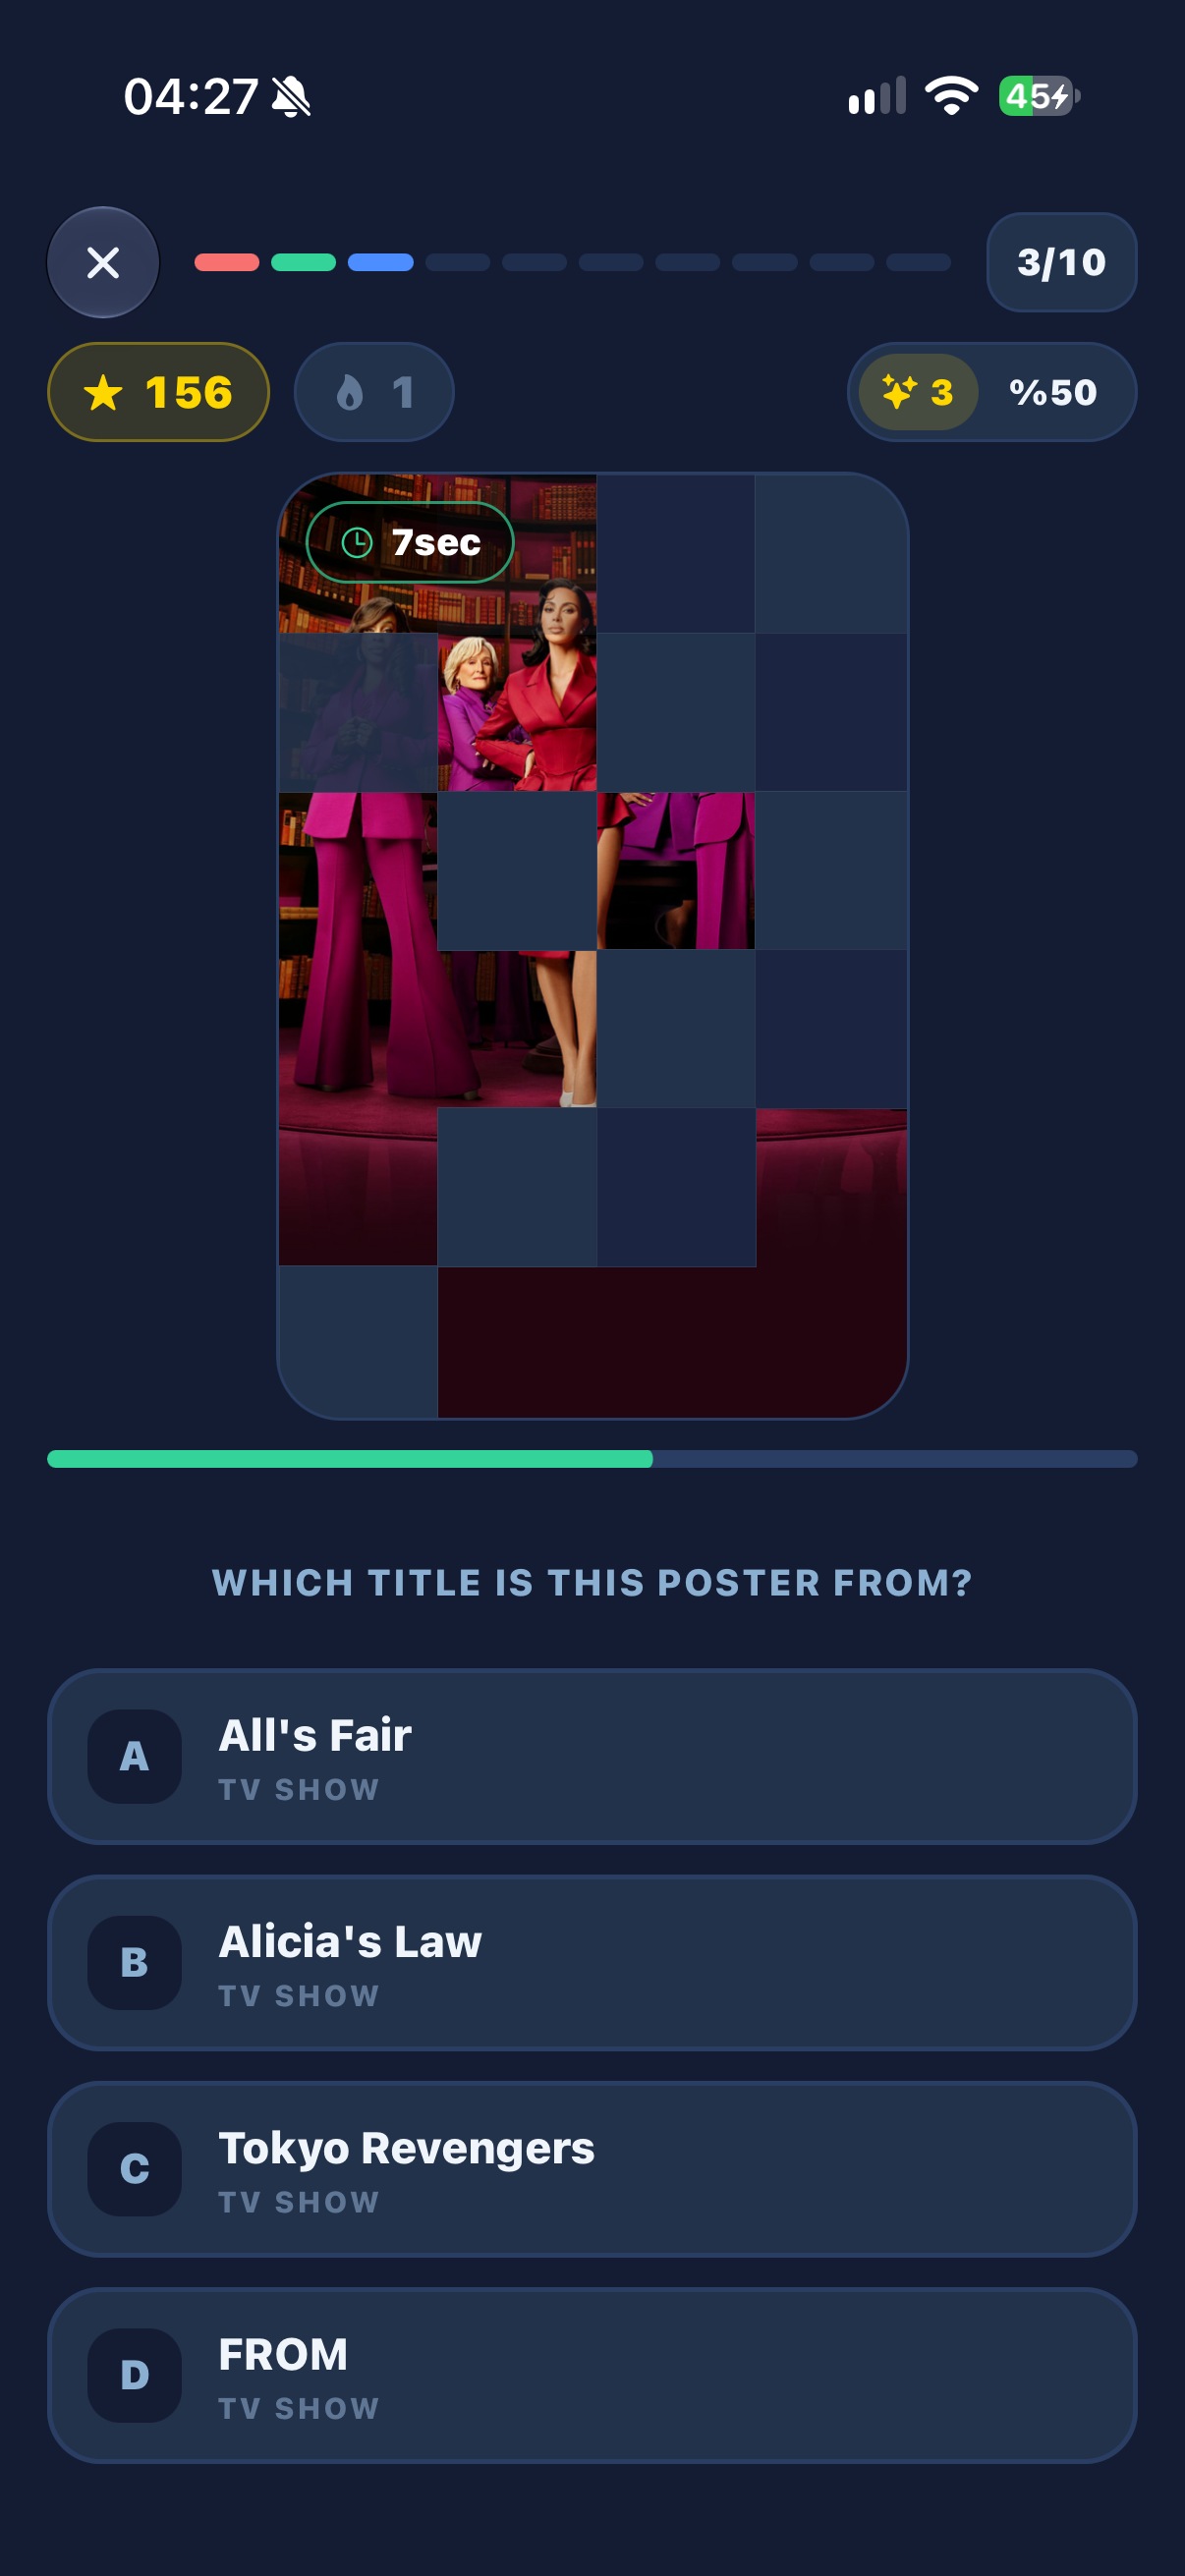 04:27
45
3/10
156
1
3
%50
7sec
WHICH TITLE IS THIS POSTER FROM?
A
All's Fair
TV SHOW
B
Alicia's Law
TV SHOW
C
Tokyo Revengers
TV SHOW
D
FROM
TV SHOW